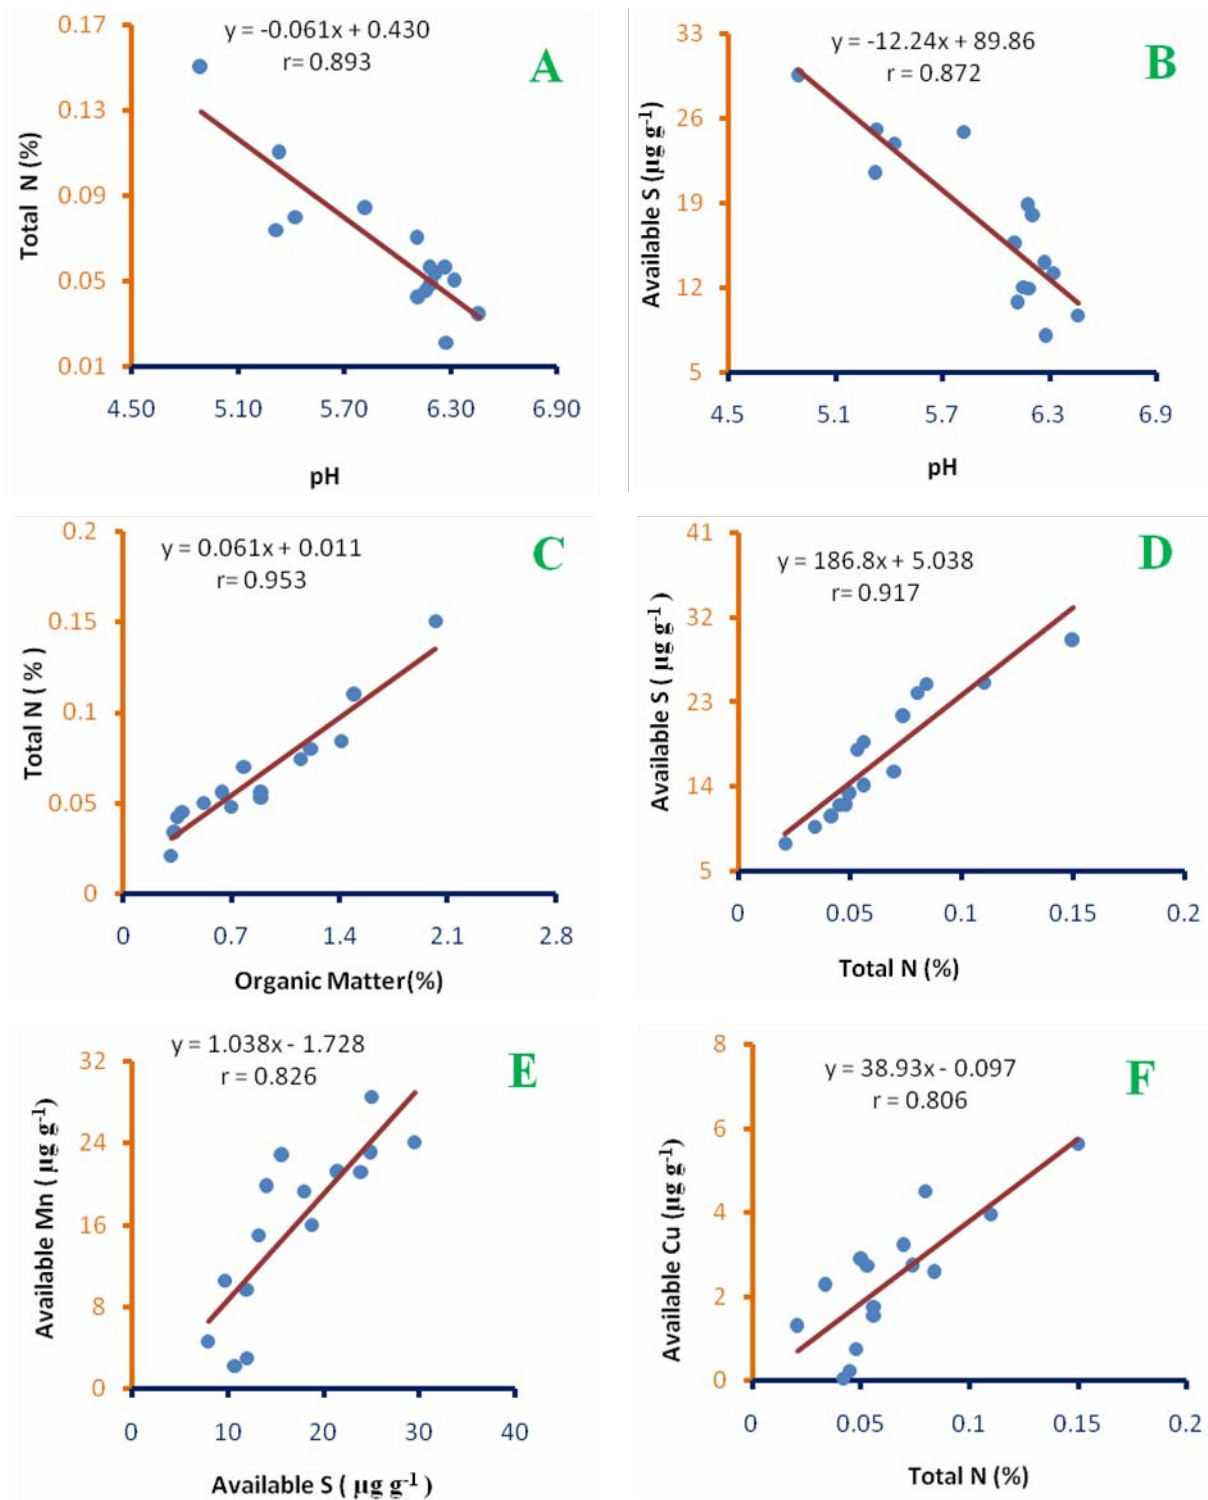 y = -0.061x + 0.430
r= 0.893
A
Total N (%)
0.17
0.13
0.09
0.05
0.01
4.50 5.10 5.70 6.30 6.90
pH
y = -12.24x + 89.86
r = 0.872
B
Available S (µg g-1)
33
26
19
12
5
4.5 5.1 5.7 6.3 6.9
pH
y = 0.061x + 0.011
r= 0.953
C
Total N ( % )
0.2
0.15
0.1
0.05
0
0 0.7 1.4 2.1 2.8
Organic Matter(%)
y = 186.8x + 5.038
r= 0.917
D
Available S ( µg g-1 )
41
32
23
14
5
0 0.05 0.1 0.15 0.2
Total N (%)
y = 1.038x - 1.728
r = 0.826
E
Available Mn ( µg g-1)
32
24
16
8
0
0 10 20 30 40
Available S ( µg g-1 )
y = 38.93x - 0.097
r = 0.806
F
Available Cu (µg g-1)
8
6
4
2
0
0 0.05 0.1 0.15 0.2
Total N (%)